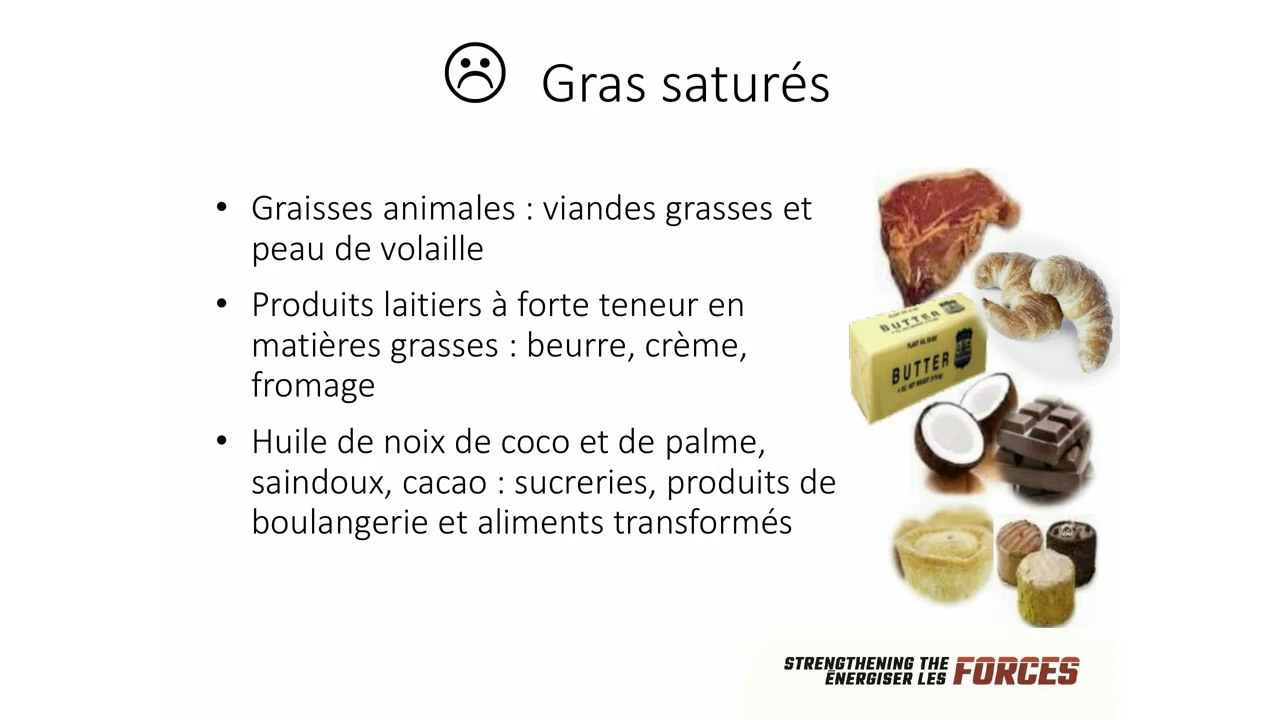 ☹ Gras saturés
• Graisses animales : viandes grasses et
peau de volaille
• Produits laitiers à forte teneur en
matières grasses : beurre, crème,
fromage
• Huile de noix de coco et de palme,
saindoux, cacao : sucreries, produits de
boulangerie et aliments transformés
BUTTER
BUTTER
STRENGTHENING THE
ÉNERGISER LES FORCES